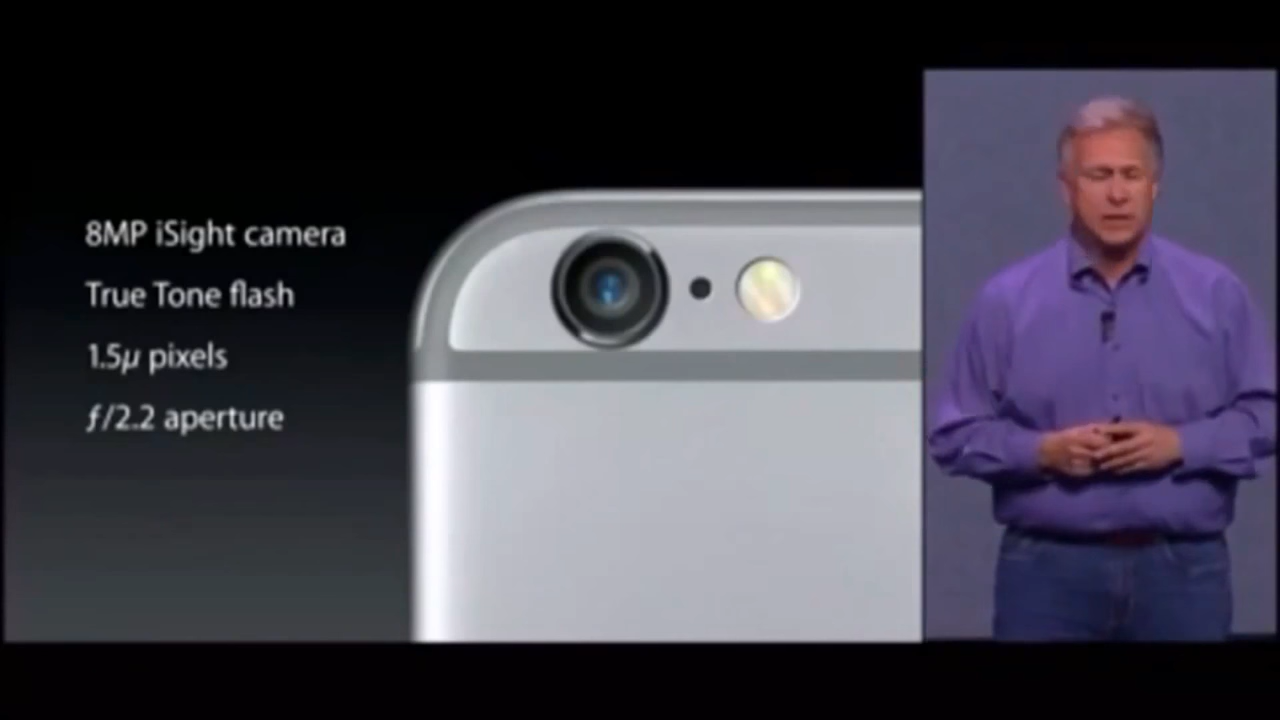 8MP iSight camera
True Tone flash
1.5µ pixels
ƒ/2.2 aperture